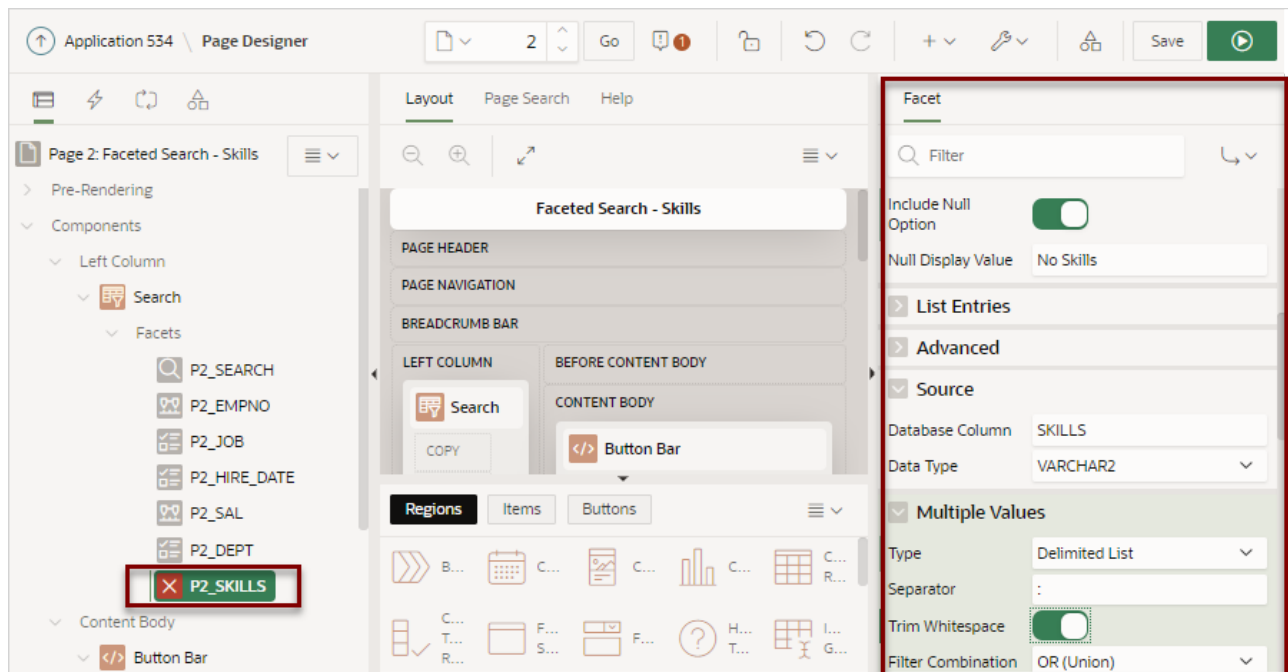 Application 534 \ Page Designer
2
Go
1
Save
Layout
Page Search
Help
Facet
Page 2: Faceted Search - Skills
Filter
Pre-Rendering
Components
Left Column
Search
Facets
P2_SEARCH
P2_EMPNO
P2_JOB
P2_HIRE_DATE
P2_SAL
P2_DEPT
P2_SKILLS
Content Body
Button Bar
Faceted Search - Skills
PAGE HEADER
PAGE NAVIGATION
BREADCRUMB BAR
LEFT COLUMN
BEFORE CONTENT BODY
Search
COPY
CONTENT BODY
Button Bar
Regions
Items
Buttons
B...
C...
C...
C...
C...
R...
C...
T...
R...
F...
S...
F...
H...
T...
I...
G...
Include Null
Option
Null Display Value No Skills
List Entries
Advanced
Source
Database Column SKILLS
Data Type VARCHAR2
Multiple Values
Type Delimited List
Separator :
Trim Whitespace
Filter Combination OR (Union)